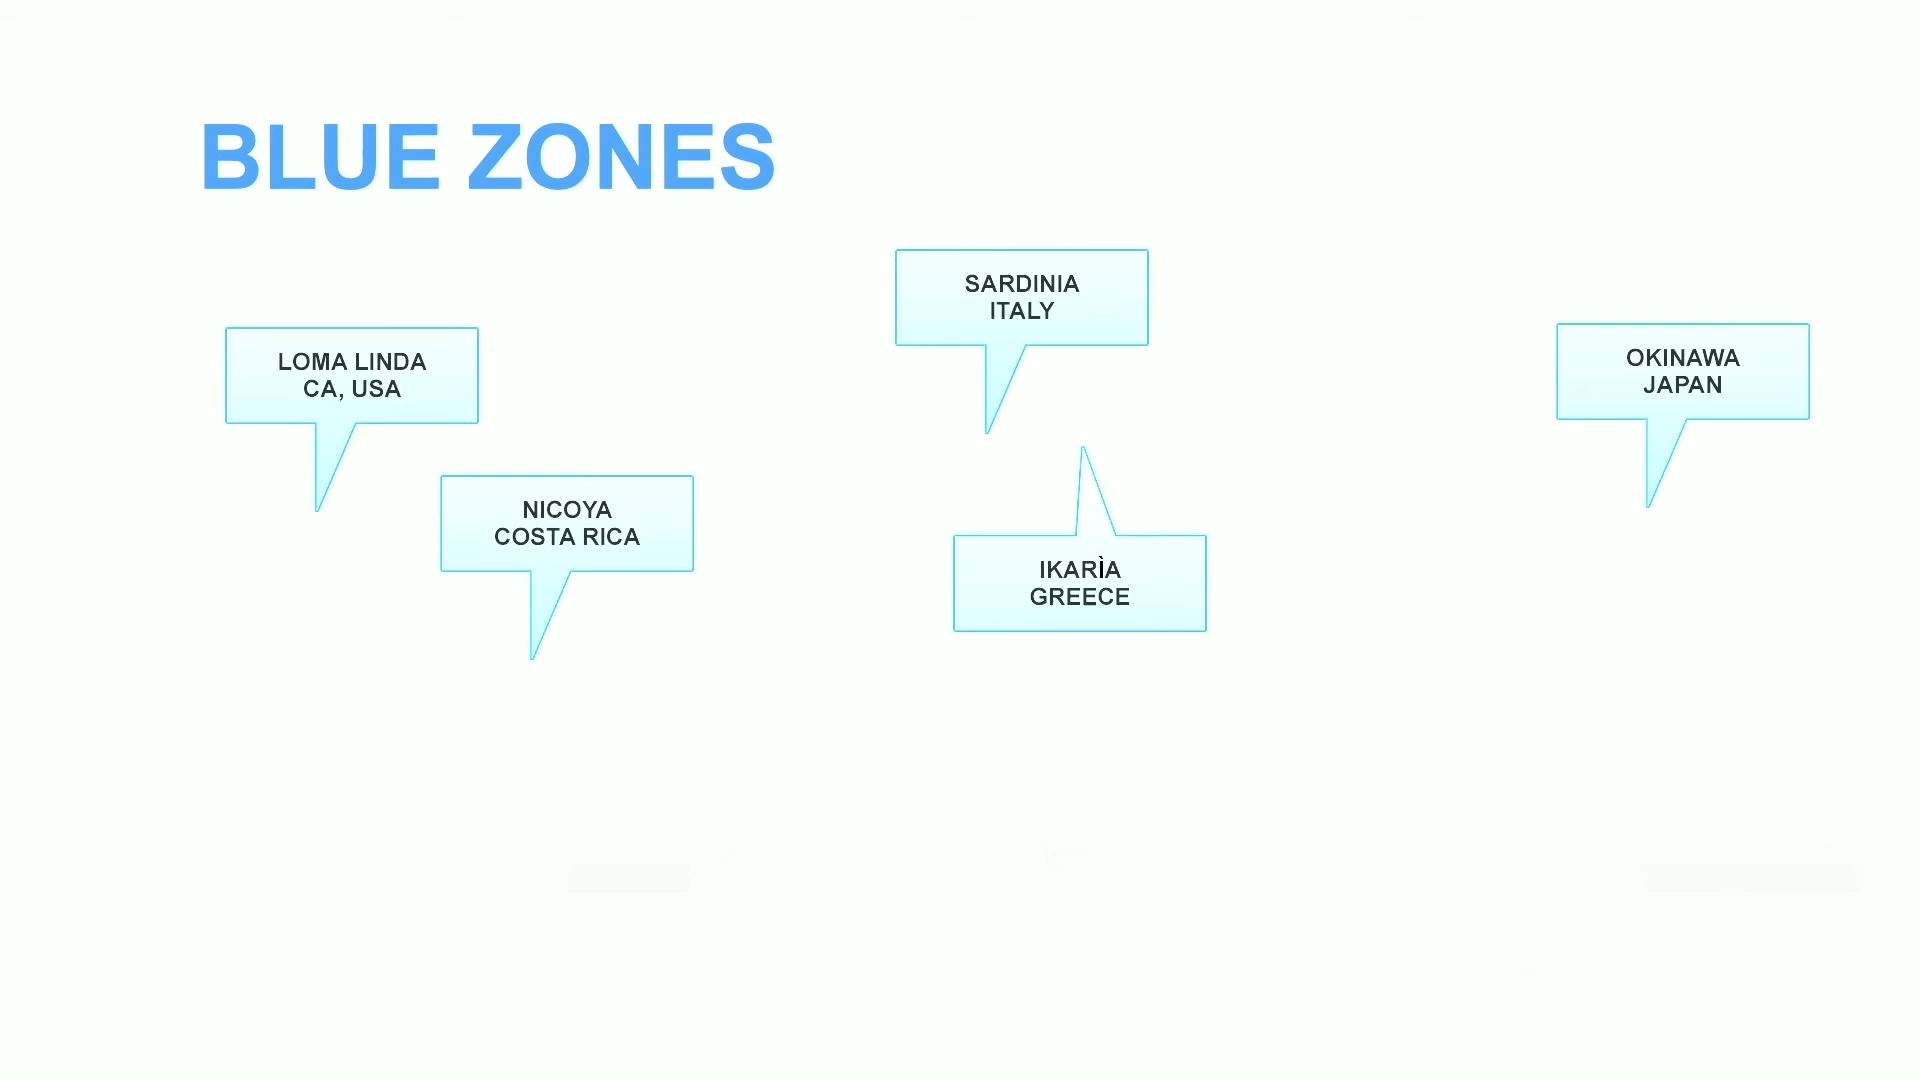 BLUE ZONES
SARDINIA
ITALY
LOMA LINDA
CA, USA
OKINAWA
JAPAN
NICOYA
COSTA RICA
IKARÌA
GREECE